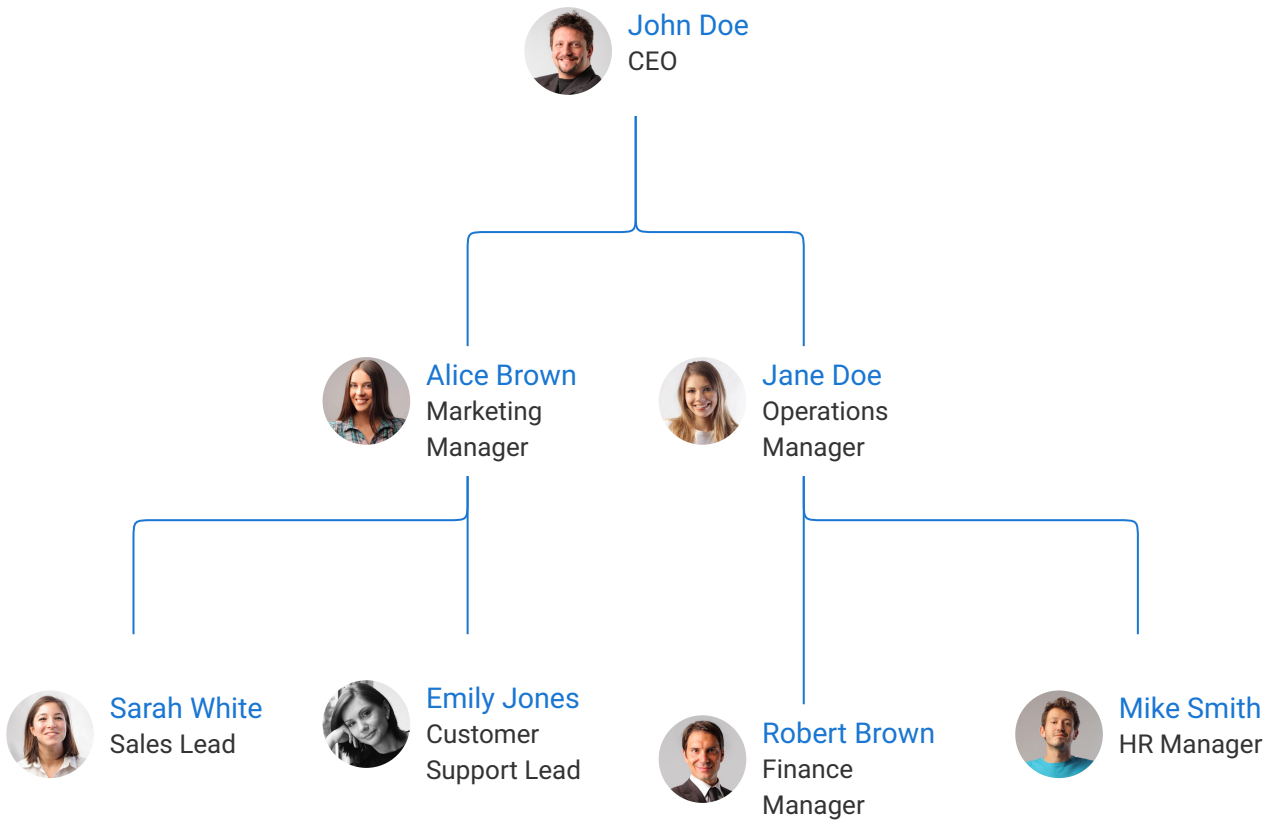 John Doe
CEO
Alice Brown
Marketing
Manager
Jane Doe
Operations
Manager
Sarah White
Sales Lead
Emily Jones
Customer
Support Lead
Robert Brown
Finance
Manager
Mike Smith
HR Manager